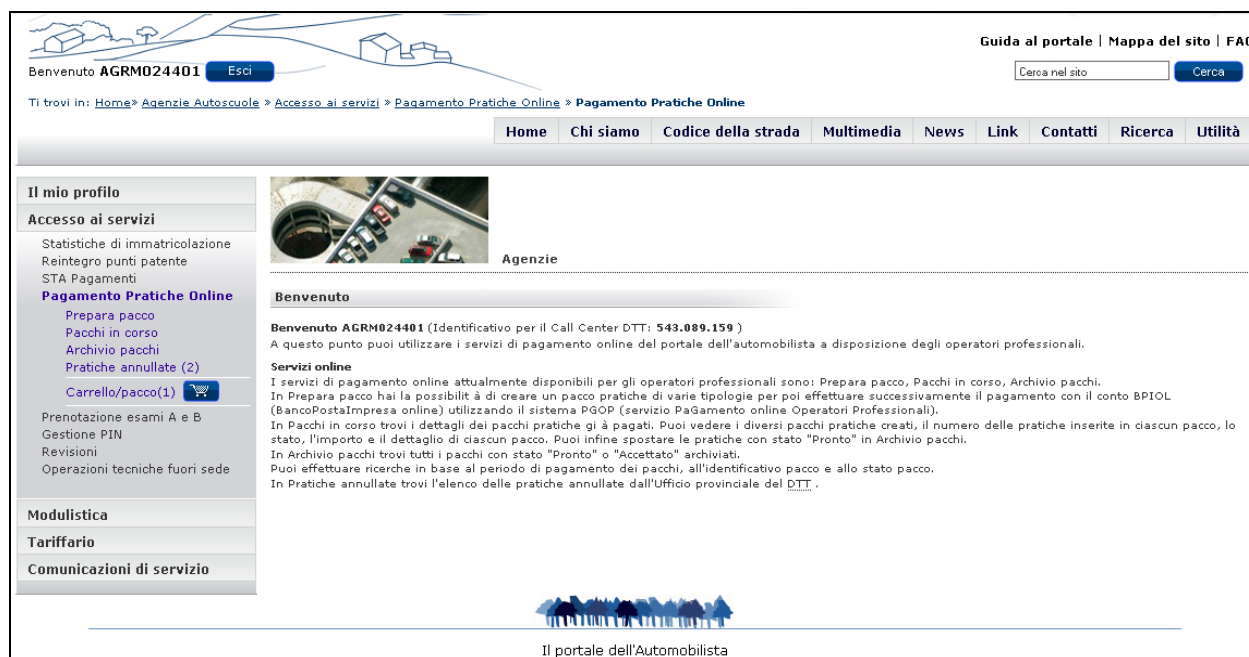 Guida al portale | Mappa del sito | FAQ
Benvenuto AGRM024401 Esci
Cerca nel sito Cerca
Ti trovi in: Home» Agenzie Autoscuole » Accesso ai servizi » Pagamento Pratiche Online » Pagamento Pratiche Online
Home Chi siamo Codice della strada Multimedia News Link Contatti Ricerca Utilità
Il mio profilo
Accesso ai servizi
Statistiche di immatricolazione
Reintegro punti patente
STA Pagamenti
Pagamento Pratiche Online
Prepara pacco
Pacchi in corso
Archivio pacchi
Pratiche annullate (2)
Carrello/pacco(1)
Prenotazione esami A e B
Gestione PIN
Revisioni
Operazioni tecniche fuori sede
Modulistica
Tariffario
Comunicazioni di servizio
Agenzie
Benvenuto
Benvenuto AGRM024401 (Identificativo per il Call Center DTT: 543.089.159 )
A questo punto puoi utilizzare i servizi di pagamento online del portale dell'automobilista a disposizione degli operatori professionali.
Servizi online
I servizi di pagamento online attualmente disponibili per gli operatori professionali sono: Prepara pacco, Pacchi in corso, Archivio pacchi.
In Prepara pacco hai la possibilit à di creare un pacco pratiche di varie tipologie per poi effettuare successivamente il pagamento con il conto BPIOL
(BancoPostaImpresa online) utilizzando il sistema PGOP (servizio PaGamento online Operatori Professionali).
In Pacchi in corso trovi i dettagli dei pacchi pratiche gi à pagati. Puoi vedere i diversi pacchi pratiche creati, il numero delle pratiche inserite in ciascun pacco, lo
stato, l'importo e il dettaglio di ciascun pacco. Puoi infine spostare le pratiche con stato "Pronto" in Archivio pacchi.
In Archivio pacchi trovi tutti i pacchi con stato "Pronto" o "Accettato" archiviati.
Puoi effettuare ricerche in base al periodo di pagamento dei pacchi, all'identificativo pacco e allo stato pacco.
In Pratiche annullate trovi l'elenco delle pratiche annullate dall'Ufficio provinciale del DTT .
Il portale dell'Automobilista